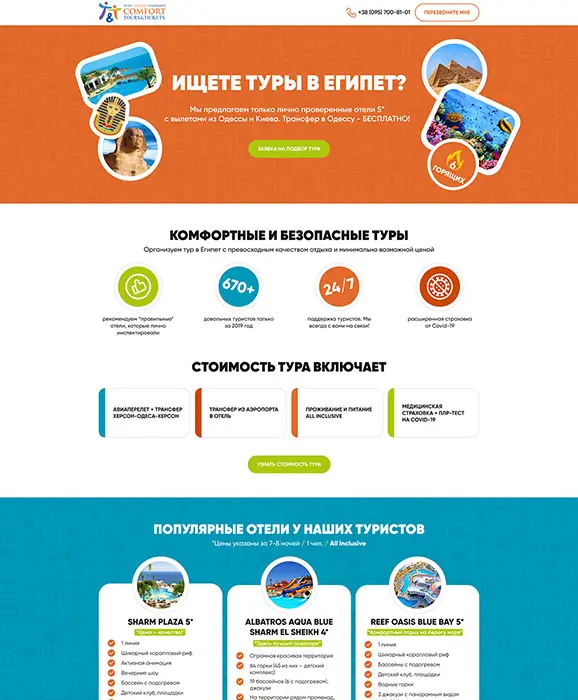 COMFORT
TOURS&TICKETS
T&T
+38 (095) 700-81-01
ПЕРЕЗВОНИТЕ МНЕ
ИЩЕТЕ ТУРЫ В ЕГИПЕТ?
Мы предлагаем только лично проверенные отели 5*
с вылетами из Одессы и Киева. Трансфер в Одессу - БЕСПЛАТНО!
ЗАЯВКА НА ПОДБОР ТУРА
6
ГОРЯЩИХ
КОМФОРТНЫЕ И БЕЗОПАСНЫЕ ТУРЫ
Организуем тур в Египет с превосходным качеством отдыха и минимально возможной ценой
670+
24/7
рекомендуем "правильные"
отели, которые лично
инспектировали
довольных туристов только
за 2019 год
поддержка туристов. Мы
всегда с вами на связи!
расширенная страховка
от Covid-19
СТОИМОСТЬ ТУРА ВКЛЮЧАЕТ
АВИАПЕРЕЛЕТ + ТРАНСФЕР
ХЕРСОН-ОДЕСА-ХЕРСОН
ТРАНСФЕР ИЗ АЭРОПОРТА
В ОТЕЛЬ
ПРОЖИВАНИЕ И ПИТАНИЕ
ALL INCLUSIVE
МЕДИЦИНСКАЯ
СТРАХОВКА + ПЛР-ТЕСТ
НА COVID-19
УЗНАТЬ СТОИМОСТЬ ТУРА
ПОПУЛЯРНЫЕ ОТЕЛИ У НАШИХ ТУРИСТОВ
*Цены указаны за 7-8 ночей / 1 чел. / All Inclusive
SHARM PLAZA 5*
"Цена - качество"
1 линия
Шикарный коралловый риф
Активная анимация
Вечерние шоу
Бассейны с подогревом
Детский клуб, площадки
ALBATROS AQUA BLUE
SHARM EL SHEIKH 4*
"Здесь лучший аквапарк"
Огромная красивая территория
64 горки (45 из них – детский
комплекс)
19 бассейнов (6 с подогревом),
джакузи
На территории рядом променад,
REEF OASIS BLUE BAY 5*
"Комфортный отдых на берегу моря"
1 линия
Шикарный коралловый риф
Бассейны с подогревом
Детский клуб, площадки
Водные горки
3 джакузи с панорамным видом